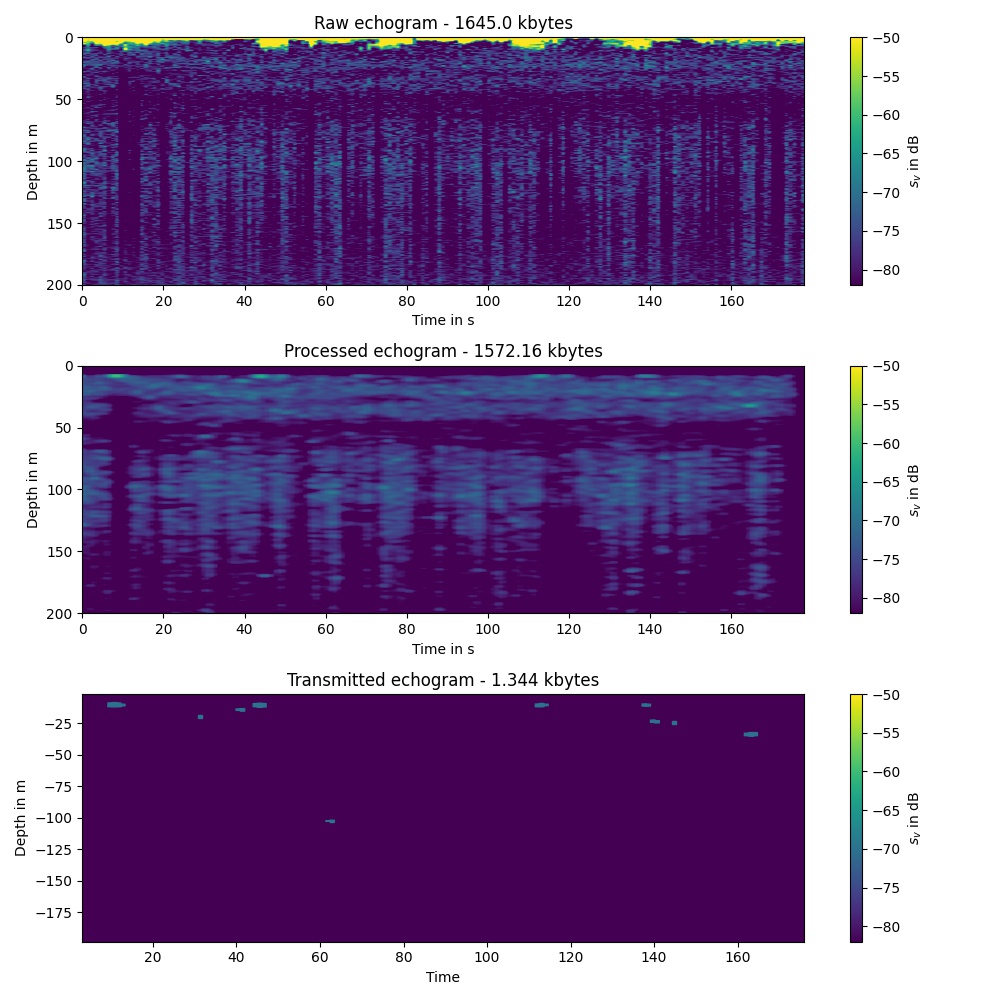 Raw echogram - 1645.0 kbytes
0
50
100
150
200
Depth in m
0 20 40 60 80 100 120 140 160
Time in s
−50
−55
−60
−65
−70
−75
−80
sv in dB
Processed echogram - 1572.16 kbytes
0
50
100
150
200
Depth in m
0 20 40 60 80 100 120 140 160
Time in s
−50
−55
−60
−65
−70
−75
−80
sv in dB
Transmitted echogram - 1.344 kbytes
−25
−50
−75
−100
−125
−150
−175
Depth in m
20 40 60 80 100 120 140 160
Time
−50
−55
−60
−65
−70
−75
−80
sv in dB